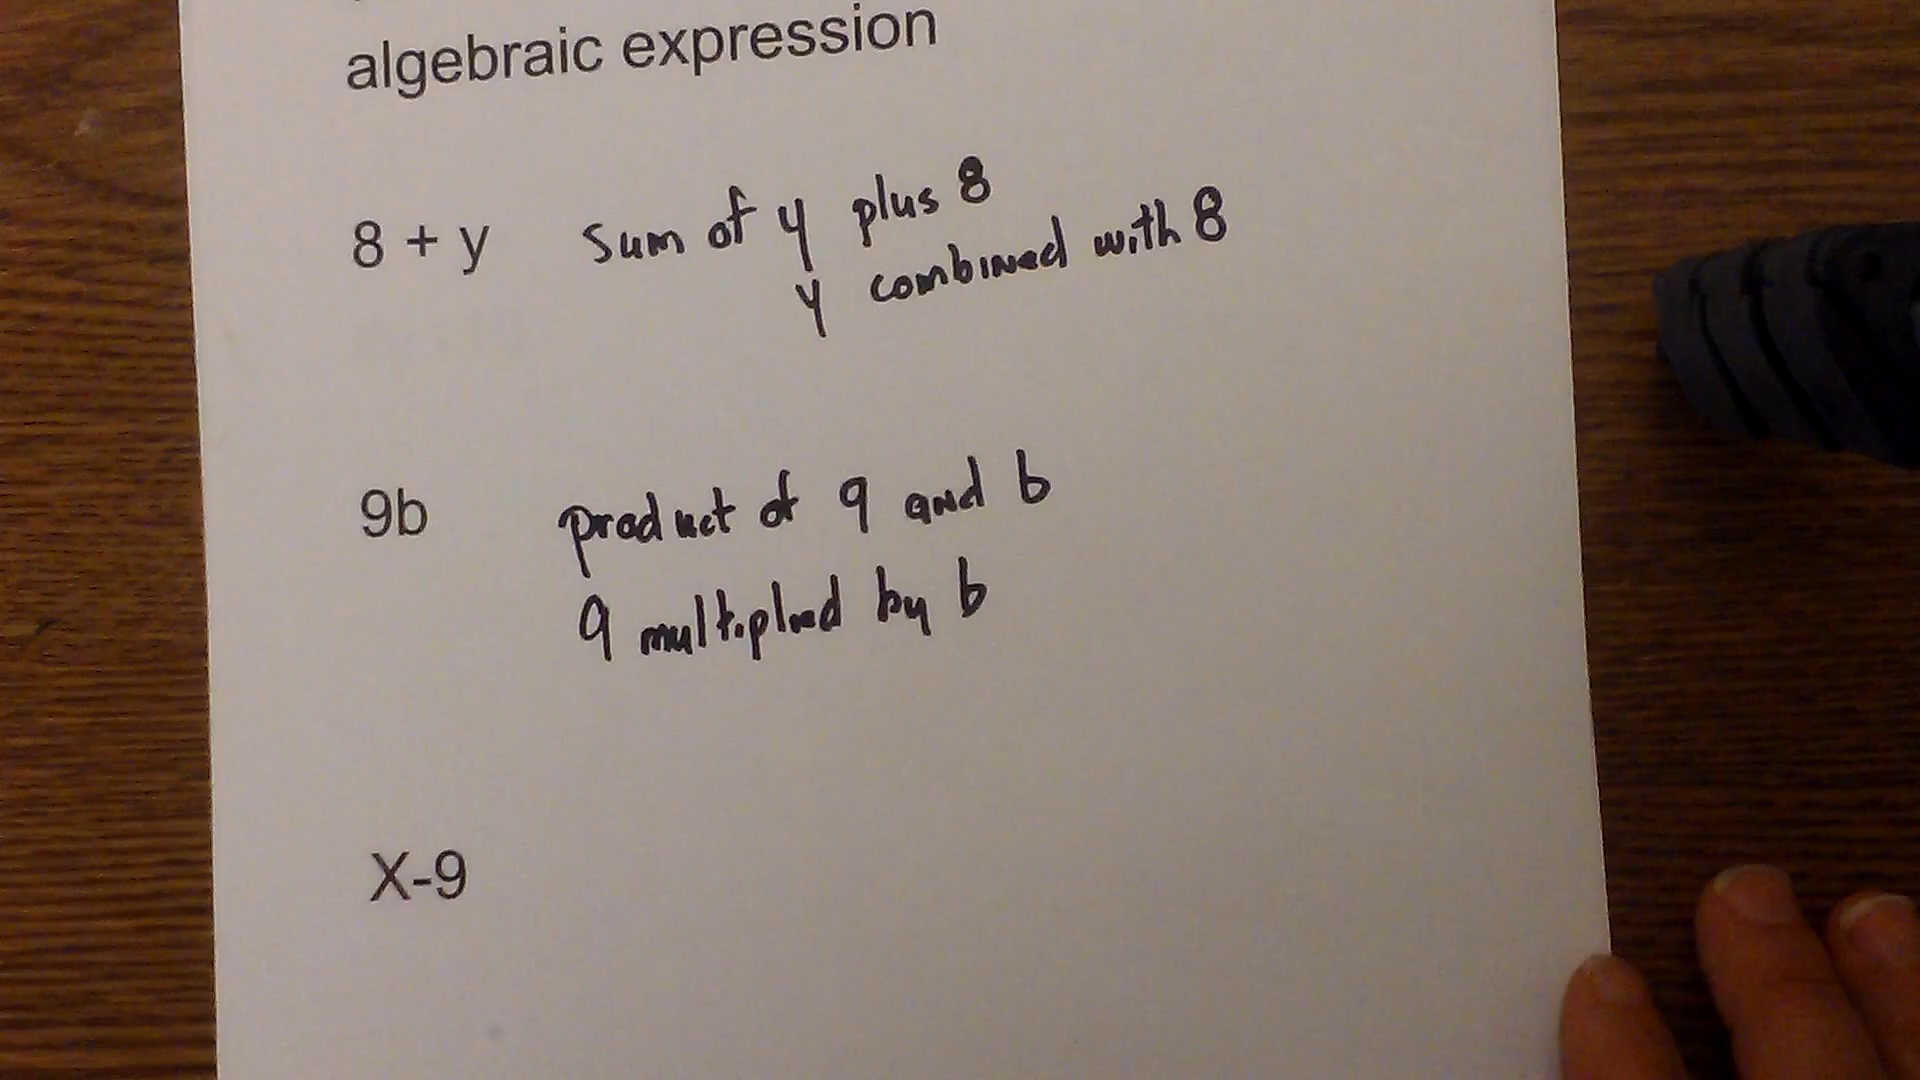 algebraic expression
8 + y sum of y plus 8
y combined with 8
9b product of 9 and b
9 multiplied by b
X-9